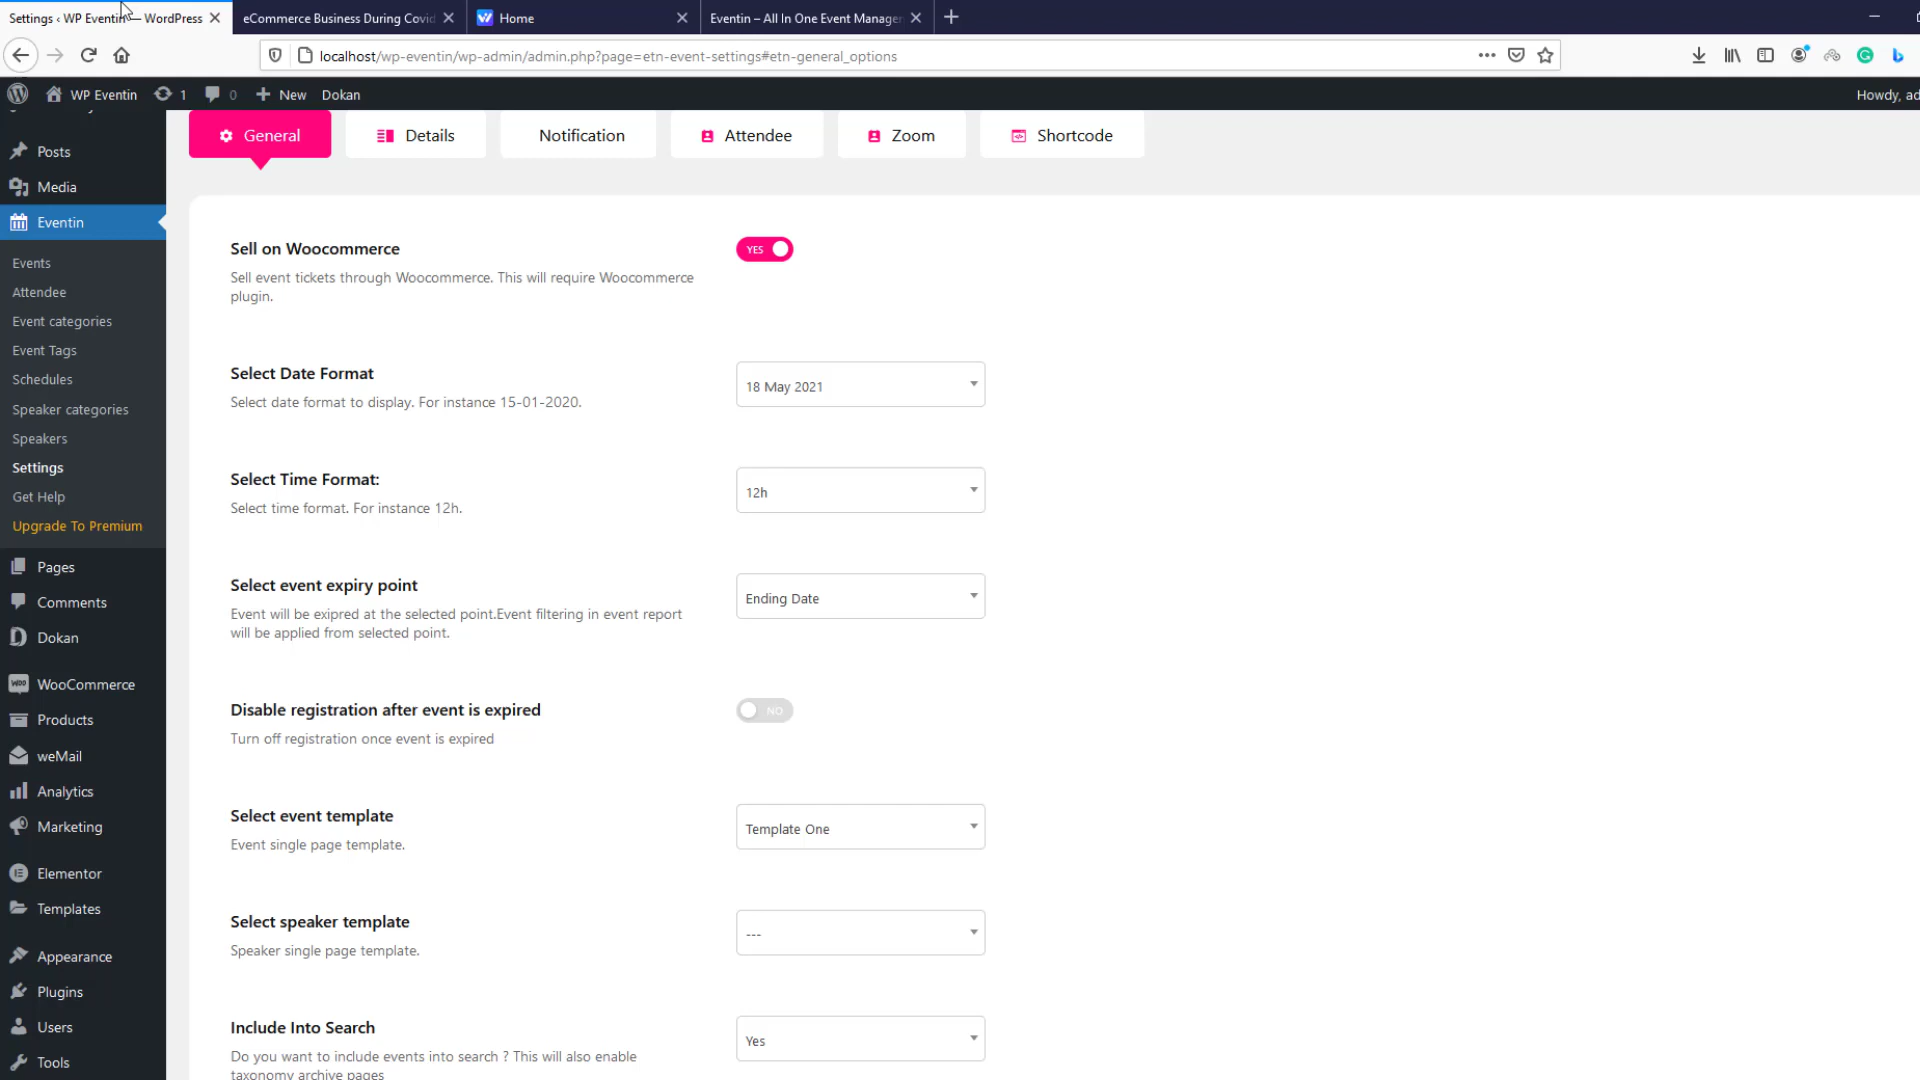 Settings ‹ WP Eventin — WordPress
eCommerce Business During Covid
Home
Eventin – All In One Event Manager
localhost/wp-eventin/wp-admin/admin.php?page=etn-event-settings#etn-general_options
WP Eventin
1
0
New
Dokan
Howdy, ad
Posts
Media
Eventin
Events
Attendee
Event categories
Event Tags
Schedules
Speaker categories
Speakers
Settings
Get Help
Upgrade To Premium
Pages
Comments
Dokan
WooCommerce
Products
weMail
Analytics
Marketing
Elementor
Templates
Appearance
Plugins
Users
Tools
General
Details
Notification
Attendee
Zoom
Shortcode
Sell on Woocommerce
YES
Sell event tickets through Woocommerce. This will require Woocommerce
plugin.
Select Date Format
18 May 2021
Select date format to display. For instance 15-01-2020.
Select Time Format:
12h
Select time format. For instance 12h.
Select event expiry point
Ending Date
Event will be exipred at the selected point.Event filtering in event report
will be applied from selected point.
Disable registration after event is expired
NO
Turn off registration once event is expired
Select event template
Template One
Event single page template.
Select speaker template
---
Speaker single page template.
Include Into Search
Yes
Do you want to include events into search ? This will also enable
taxonomy archive pages